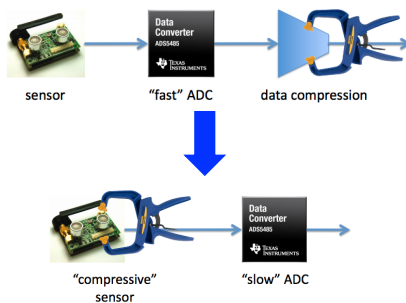 Data
Converter
ADS5485
TEXAS
INSTRUMENTS
sensor
"fast" ADC
data compression
Data
Converter
ADS5485
TEXAS
INSTRUMENTS
"compressive"
sensor
"slow" ADC